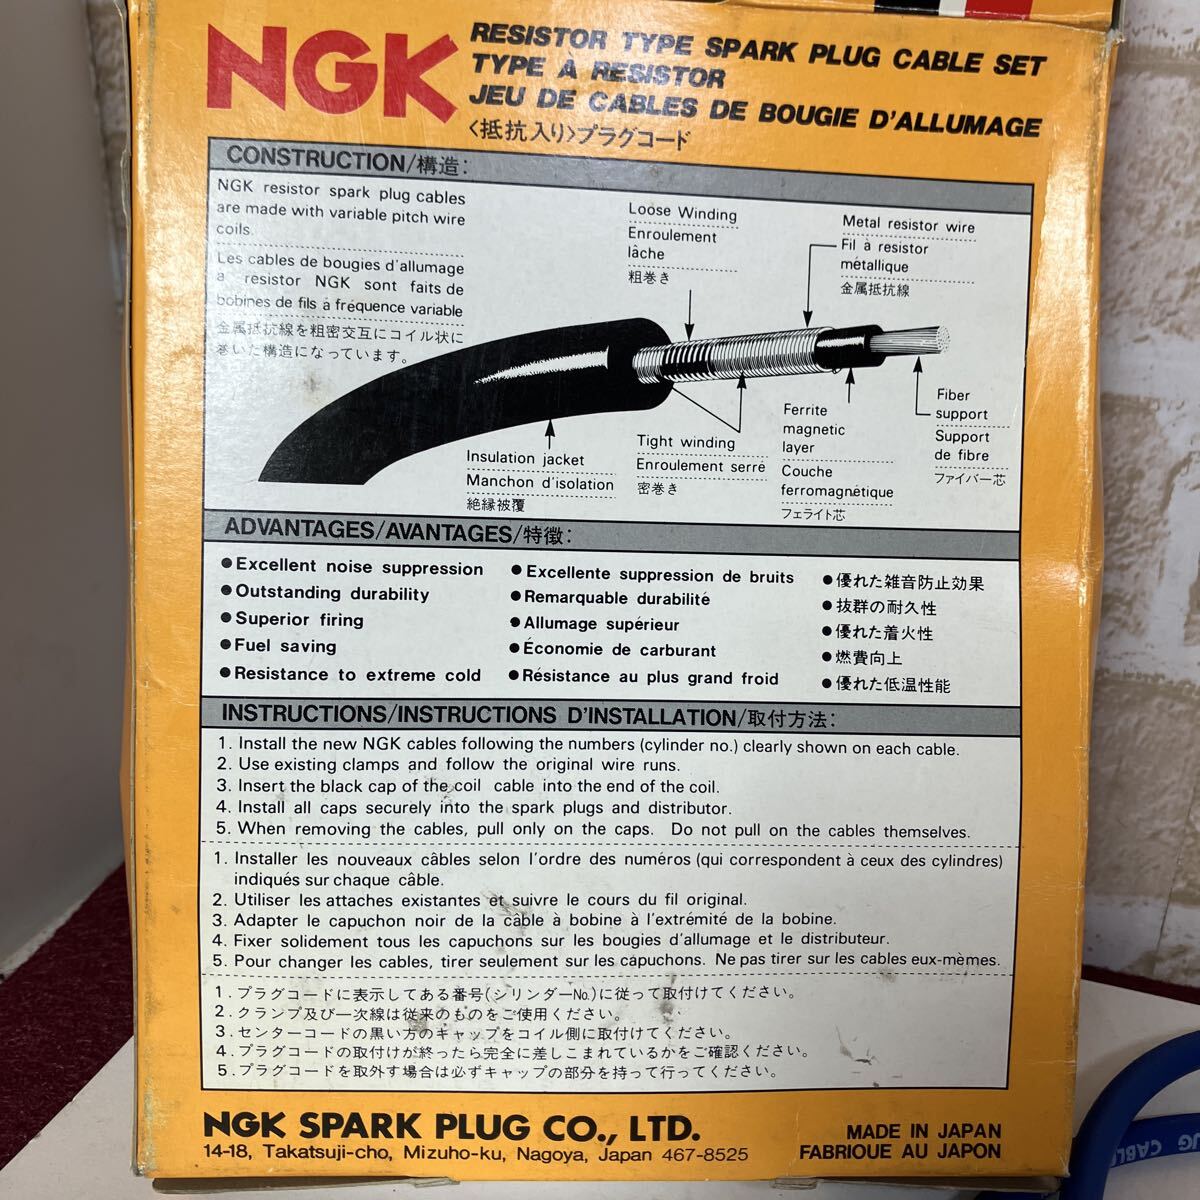 NGK
RESISTOR TYPE SPARK PLUG CABLE SET
TYPE A RESISTOR
JEU DE CABLES DE BOUGIE D'ALLUMAGE
〈抵抗入り〉プラグコード
CONSTRUCTION/構造:
NGK resistor spark plug cables
are made with variable pitch wire
coils.
Les cables de bougies d'allumage
a resistor NGK sont faits de
bobines de fils à fréquence variable
金属抵抗線を粗密交互にコイル状に
巻いた構造になっています。
Loose Winding
Enroulement
lâche
粗巻き
Metal resistor wire
Fil à resistor
métallique
金属抵抗線
Insulation jacket
Manchon d'isolation
絶縁被覆
Tight winding
Enroulement serré
密巻き
Ferrite
magnetic
layer
Couche
ferromagnétique
フェライト芯
Fiber
support
Support
de fibre
ファイバー芯
ADVANTAGES/AVANTAGES/特徴:
●Excellent noise suppression
●Outstanding durability
●Superior firing
●Fuel saving
●Resistance to extreme cold
●Excellente suppression de bruits
●Remarquable durabilité
●Allumage supérieur
●Économie de carburant
●Résistance au plus grand froid
●優れた雑音防止効果
●抜群の耐久性
●優れた着火性
●燃費向上
●優れた低温性能
INSTRUCTIONS/INSTRUCTIONS D'INSTALLATION/取付方法:
1. Install the new NGK cables following the numbers (cylinder no.) clearly shown on each cable.
2. Use existing clamps and follow the original wire runs.
3. Insert the black cap of the coil cable into the end of the coil.
4. Install all caps securely into the spark plugs and distributor.
5. When removing the cables, pull only on the caps. Do not pull on the cables themselves.
1. Installer les nouveaux câbles selon l'ordre des numéros (qui correspondent à ceux des cylindres)
indiqués sur chaque câble.
2. Utiliser les attaches existantes et suivre le cours du fil original.
3. Adapter le capuchon noir de la câble à bobine à l'extrémité de la bobine.
4. Fixer solidement tous les capuchons sur les bougies d'allumage et le distributeur.
5. Pour changer les cables, tirer seulement sur les capuchons. Ne pas tirer sur les cables eux-mèmes.
1. プラグコードに表示してある番号(シリンダーNo.)に従って取付けてください。
2. クランプ及び一次線は従来のものをご使用ください。
3. センターコードの黒い方のキャップをコイル側に取付けてください。
4. プラグコードの取付けが終ったら完全に差しこまれているかをご確認ください。
5. プラグコードを取外す場合は必ずキャップの部分を持って行ってください。
NGK SPARK PLUG CO., LTD.
14-18, Takatsuji-cho, Mizuho-ku, Nagoya, Japan 467-8525
MADE IN JAPAN
FABRIQUE AU JAPON